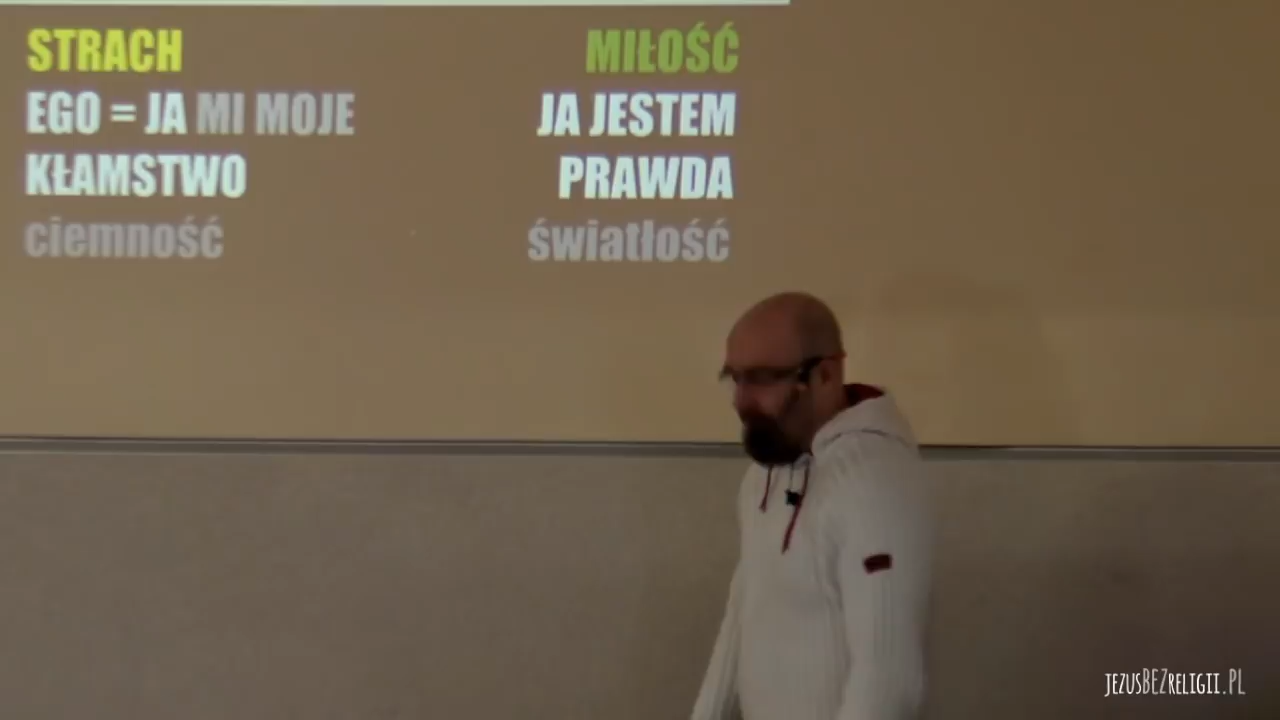 STRACH MIŁOŚĆ
EGO = JA MI MOJE JA JESTEM
KŁAMSTWO PRAWDA
ciemność światłość
jezusBEZreligii.PL